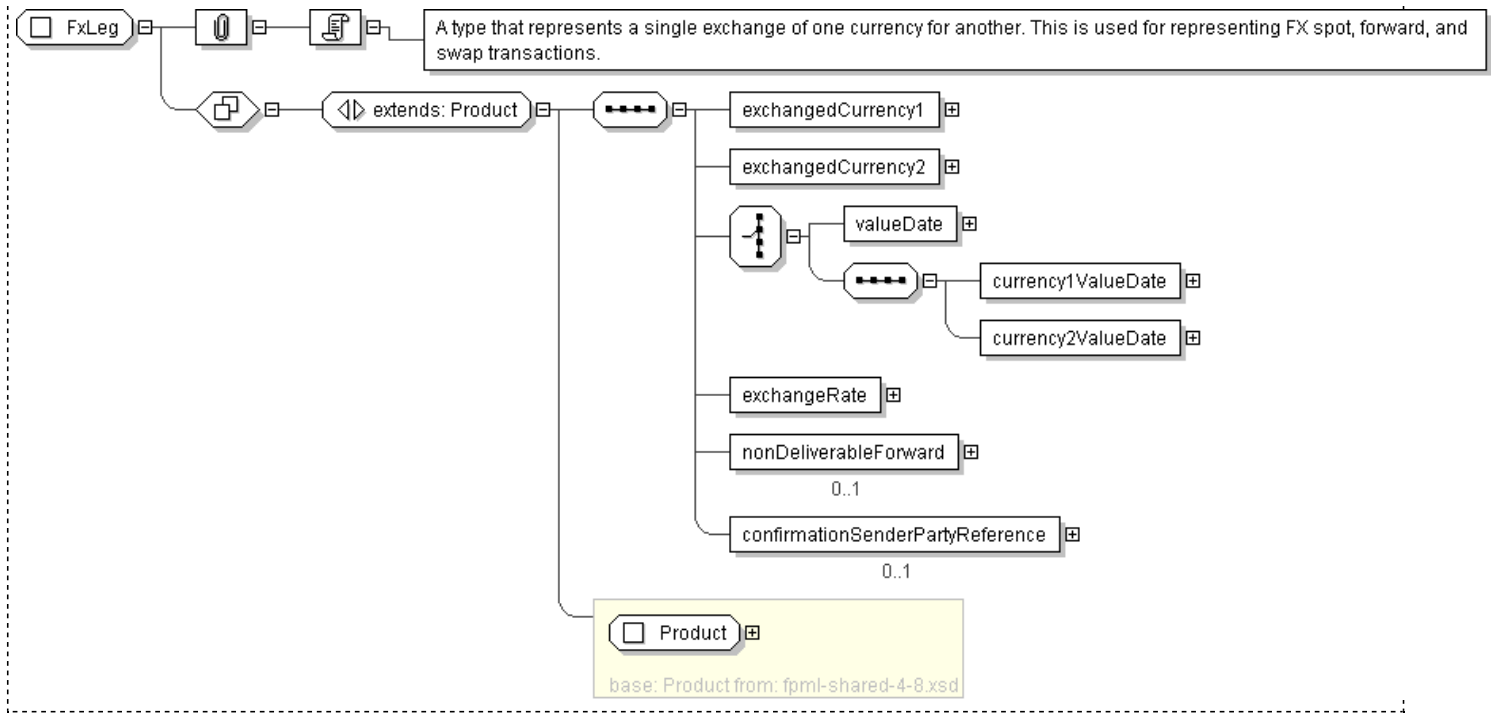 FxLeg
A type that represents a single exchange of one currency for another. This is used for representing FX spot, forward, and
swap transactions.
extends: Product
exchangedCurrency1
exchangedCurrency2
valueDate
currency1ValueDate
currency2ValueDate
exchangeRate
nonDeliverableForward
0..1
confirmationSenderPartyReference
0..1
Product
base: Product from: fpml-shared-4-8.xsd